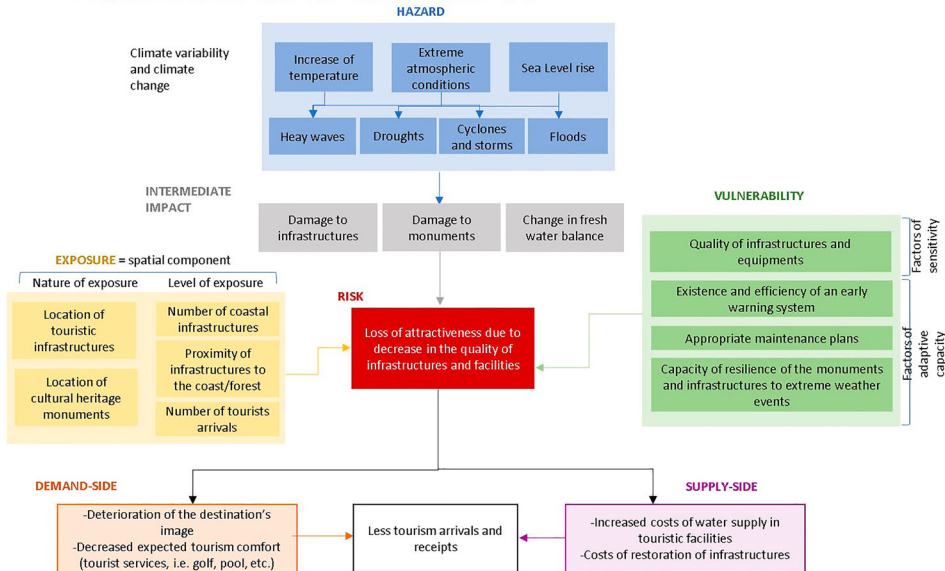 HAZARD
Climate variability
and climate
change
Increase of
temperature
Extreme
atmospheric
conditions
Sea Level rise
Heay waves
Droughts
Cyclones
and storms
Floods
INTERMEDIATE
IMPACT
Damage to
infrastructures
Damage to
monuments
Change in fresh
water balance
VULNERABILITY
Quality of infrastructures and
equipments
Factors of
sensitivity
Existence and efficiency of an early
warning system
Appropriate maintenance plans
Capacity of resilience of the monuments
and infrastructures to extreme weather
events
Factors of
adaptive
capacity
EXPOSURE = spatial component
Nature of exposure
Level of exposure
Location of
touristic
infrastructures
Location of
cultural heritage
monuments
Number of coastal
infrastructures
Proximity of
infrastructures to
the coast/forest
Number of tourists
arrivals
RISK
Loss of attractiveness due to
decrease in the quality of
infrastructures and facilities
DEMAND-SIDE
-Deterioration of the destination's
image
-Decreased expected tourism comfort
(tourist services, i.e. golf, pool, etc.)
Less tourism arrivals and
receipts
SUPPLY-SIDE
-Increased costs of water supply in
touristic facilities
-Costs of restoration of infrastructures